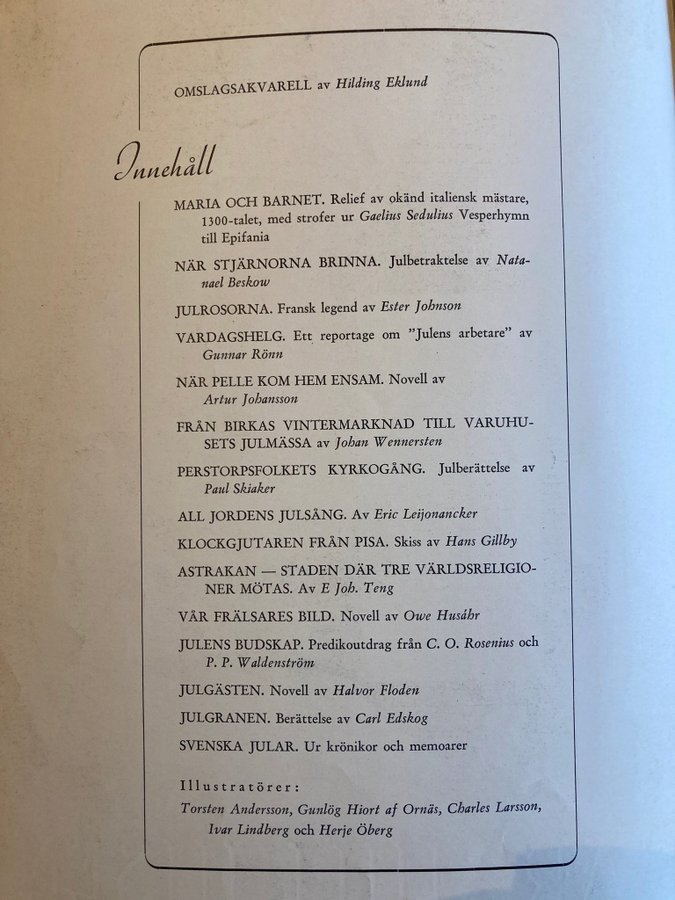 OMSLAGSAKVARELL av Hilding Eklund
Innehåll
MARIA OCH BARNET. Relief av okänd italiensk mästare,
1300-talet, med strofer ur Gaelius Sedulius Vesperhymn
till Epifania
NÄR STJÄRNORNA BRINNA. Julbetraktelse av Nata-
nael Beskow
JULROSORNA. Fransk legend av Ester Johnson
VARDAGSHELG. Ett reportage om "Julens arbetare" av
Gunnar Rönn
NÄR PELLE KOM HEM ENSAM. Novell av
Artur Johansson
FRÅN BIRKAS VINTERMARKNAD TILL VARUHU-
SETS JULMÄSSA av Johan Wennersten
PERSTORPSFOLKETS KYRKOGÅNG. Julberättelse av
Paul Skiaker
ALL JORDENS JULSÅNG. Av Eric Leijonancker
KLOCKGJUTAREN FRÅN PISA. Skiss av Hans Gillby
ASTRAKAN — STADEN DÄR TRE VÄRLDSRELIGIO-
NER MÖTAS. Av E Joh. Teng
VÅR FRÄLSARES BILD. Novell av Owe Husáhr
JULENS BUDSKAP. Predikoutdrag från C. O. Rosenius och
P. P. Waldenström
JULGÄSTEN. Novell av Halvor Floden
JULGRANEN. Berättelse av Carl Edskog
SVENSKA JULAR. Ur krönikor och memoarer
Illustratörer:
Torsten Andersson, Gunlög Hiort af Ornäs, Charles Larsson,
Ivar Lindberg och Herje Öberg